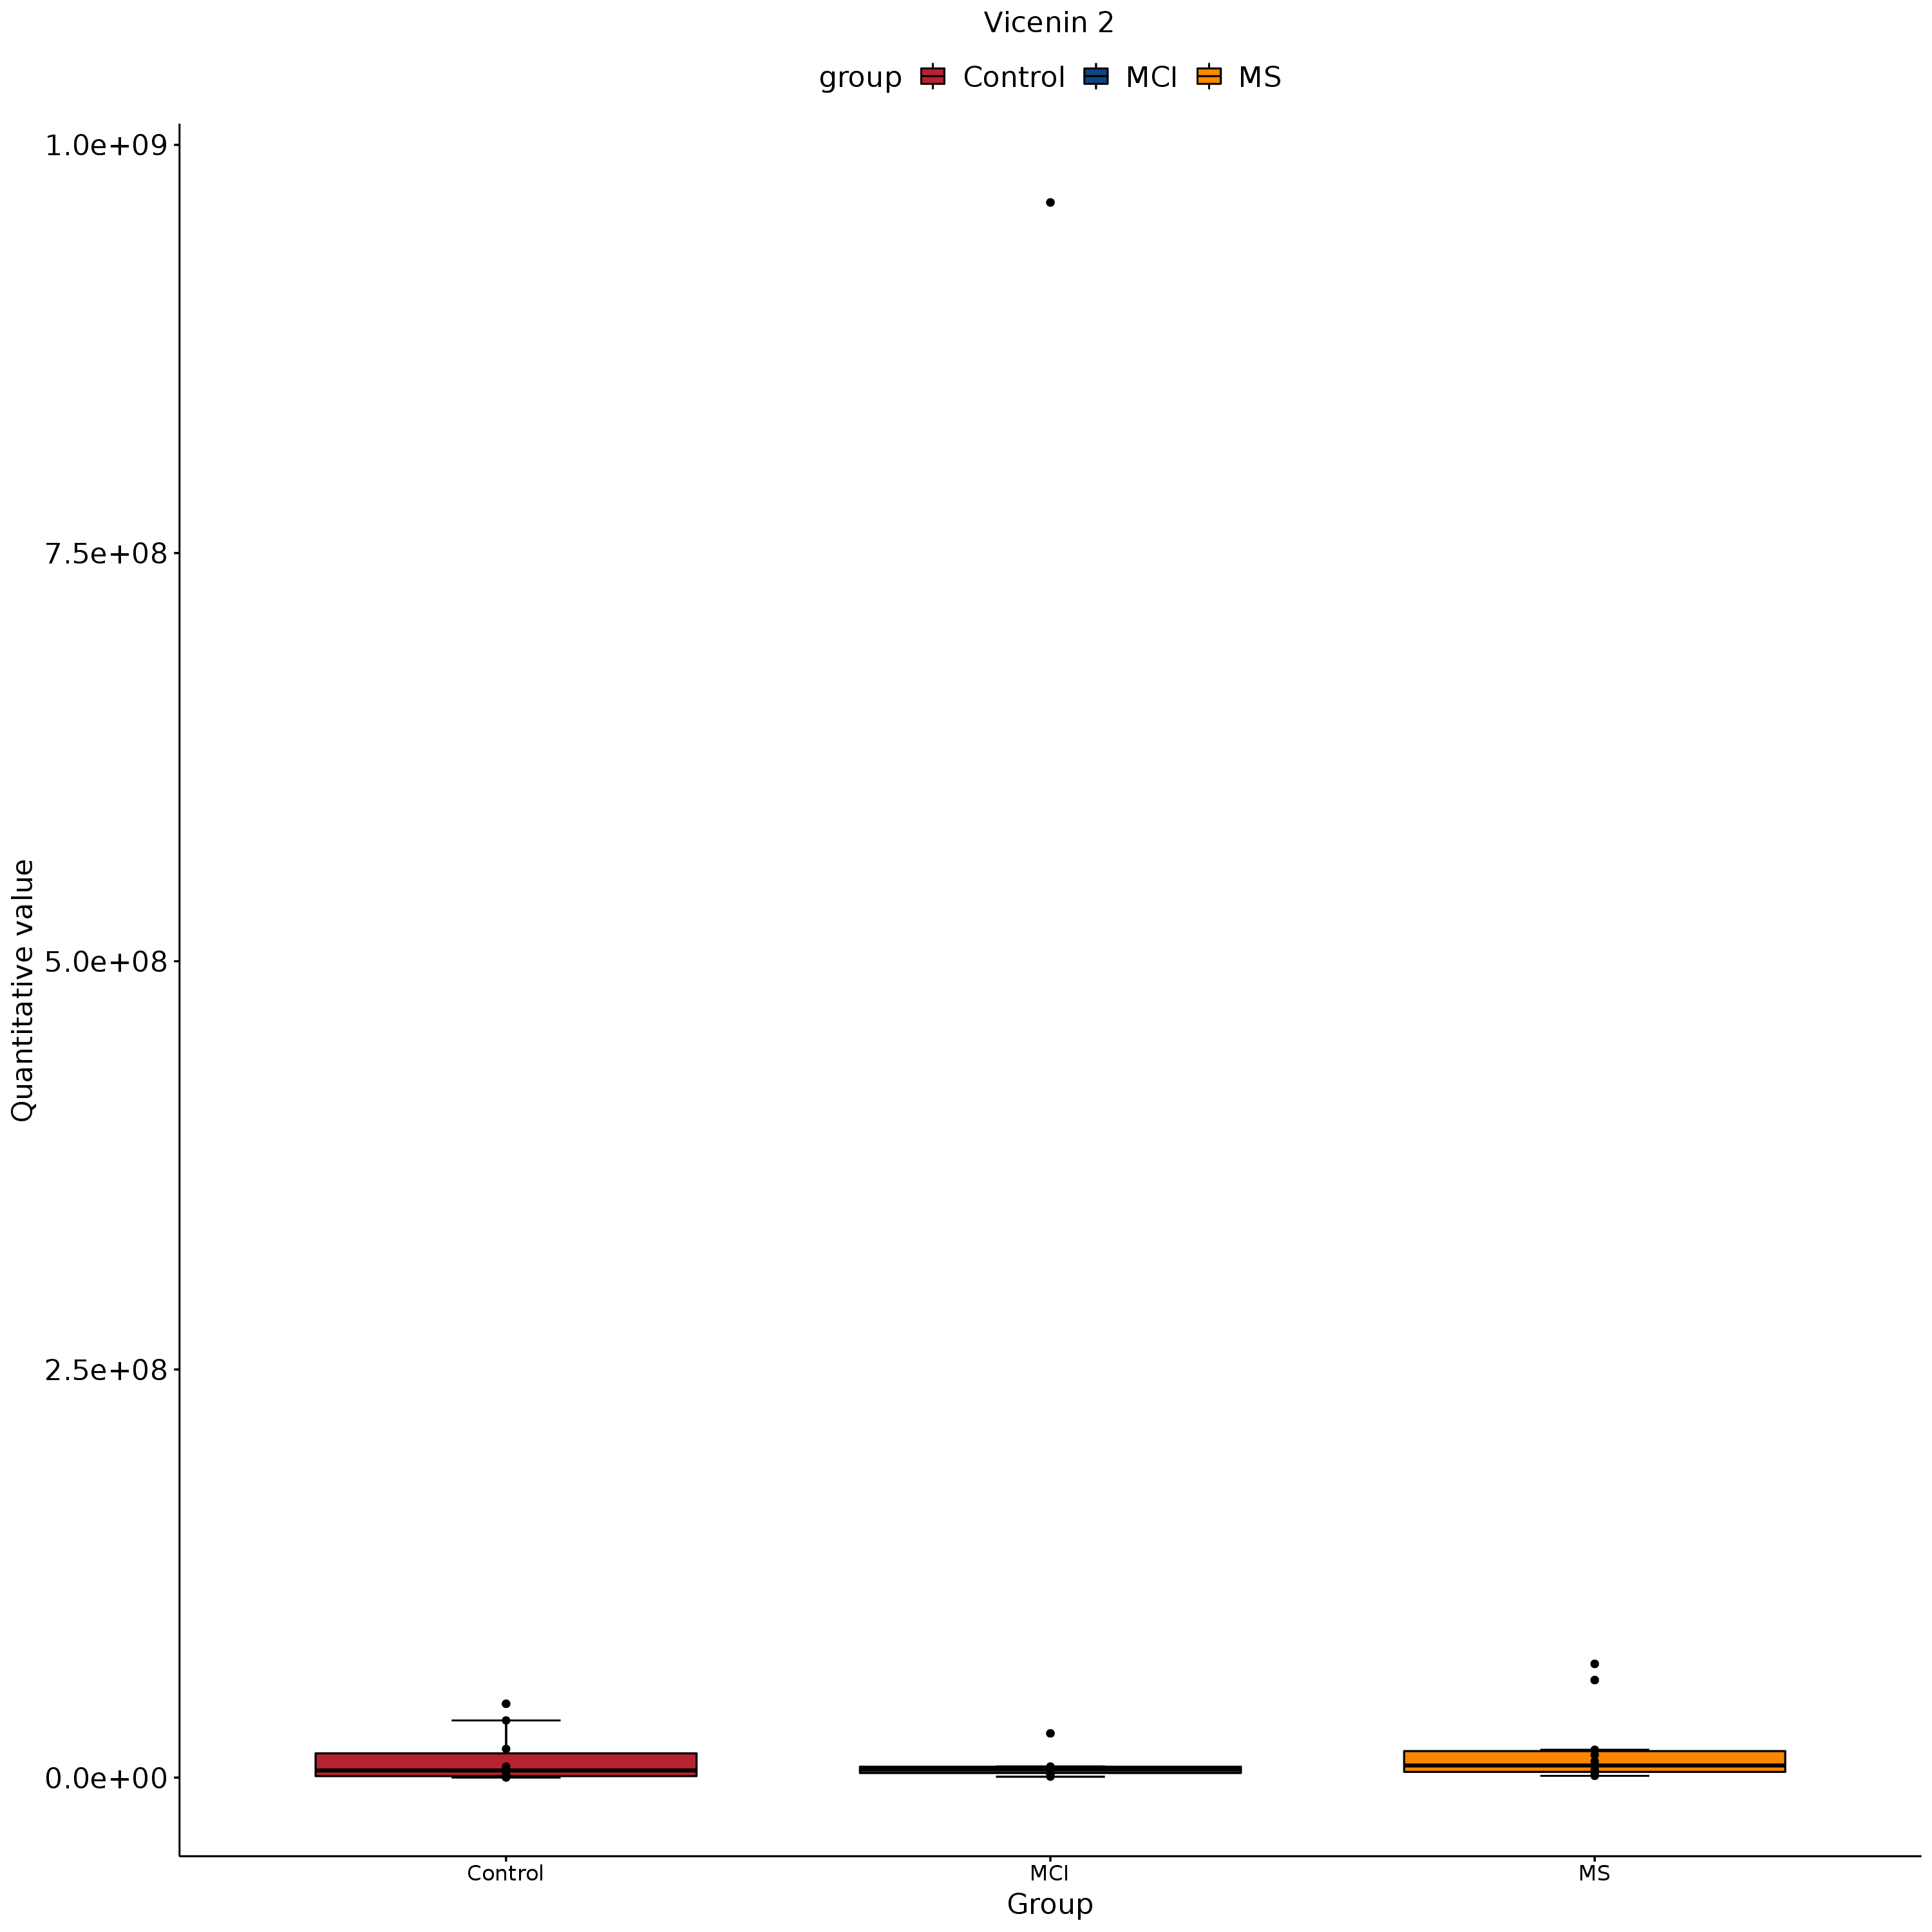 Vicenin 2
group Control MCI MS
1.0e+09
7.5e+08
5.0e+08
2.5e+08
0.0e+00
Quantitative value
Control MCI MS
Group